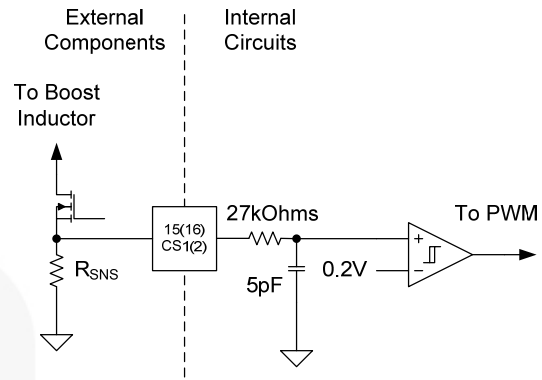 External
Components
Internal
Circuits
To Boost
Inductor
15(16)
CS1(2)
27kOhms
To PWM
RSNS
5pF
0.2V
+
−